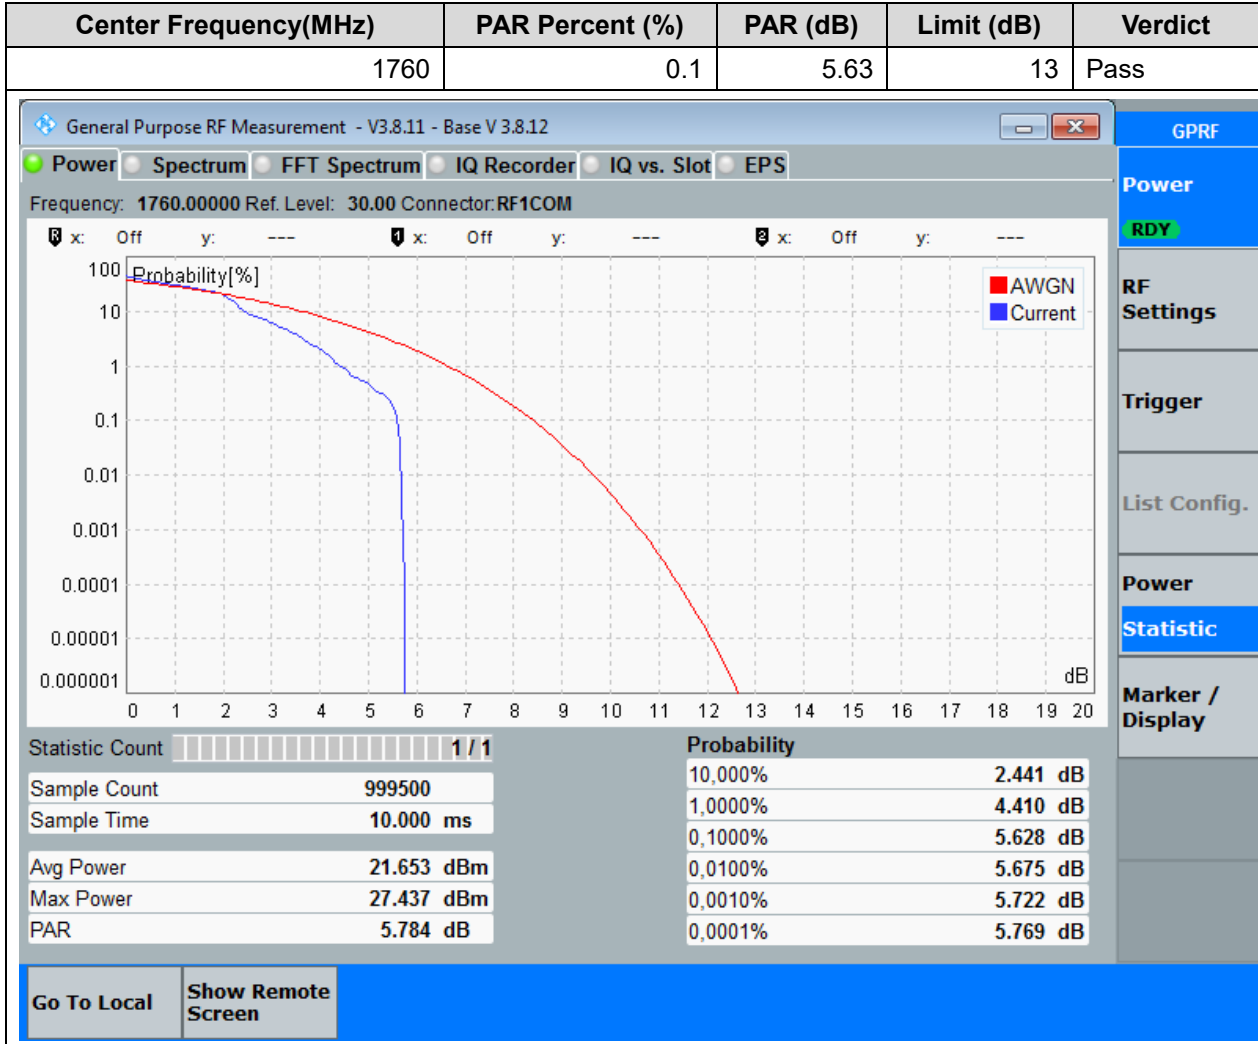 Center Frequency(MHz) PAR Percent (%) PAR (dB) Limit (dB) Verdict
1760 0.1 5.63 13 Pass
General Purpose RF Measurement - V3.8.11 - Base V 3.8.12
GPRF
Power Spectrum FFT Spectrum IQ Recorder IQ vs. Slot EPS
Frequency: 1760.00000 Ref. Level: 30.00 Connector: RF1COM
R x: Off y: --- 1 x: Off y: --- 2 x: Off y: ---
Probability[%]
AWGN
Current
100
10
1
0.1
0.01
0.001
0.0001
0.00001
0.000001
dB
0 1 2 3 4 5 6 7 8 9 10 11 12 13 14 15 16 17 18 19 20
Statistic Count 1 / 1
Sample Count 999500
Sample Time 10.000 ms
Avg Power 21.653 dBm
Max Power 27.437 dBm
PAR 5.784 dB
Probability
10,000% 2.441 dB
1,0000% 4.410 dB
0,1000% 5.628 dB
0,0100% 5.675 dB
0,0010% 5.722 dB
0,0001% 5.769 dB
Power
RDY
RF
Settings
Trigger
List Config.
Power
Statistic
Marker /
Display
Go To Local
Show Remote
Screen